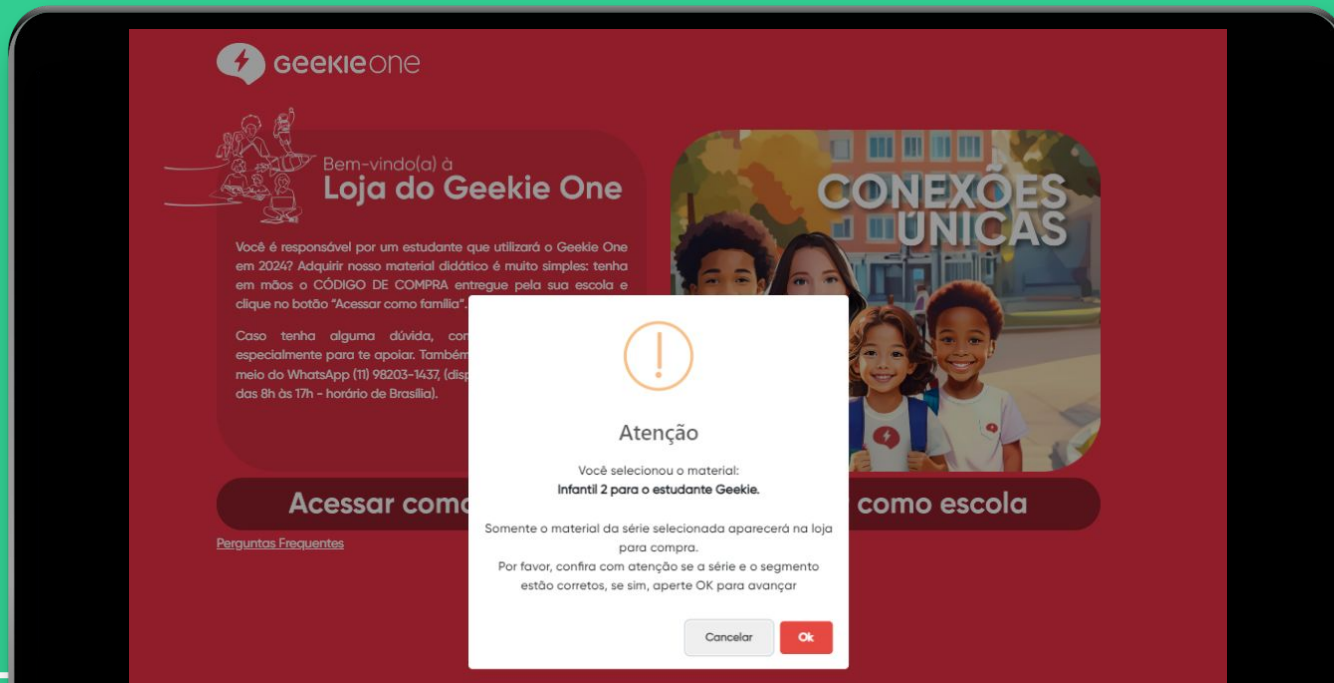 Geekie one
Bem-vindo(a) à
Loja do Geekie One
Você é responsável por um estudante que utilizará o Geekie One
em 2024? Adquirir nosso material didático é muito simples: tenha
em mãos o CÓDIGO DE COMPRA entregue pela sua escola e
clique no botão "Acessar como família".
Caso tenha alguma dúvida,
especialmente para te apoiar. Também
meio do WhatsApp (11) 98203-1437,
das 8h às 17h - horário de Brasília).
CONEXÕES
ÚNICAS
Acessar como
como escola
Perguntas Frequentes
Atenção
Você selecionou o material:
Infantil 2 para o estudante Geekie.
Somente o material da série selecionada aparecerá na loja
para compra.
Por favor, confira com atenção se a série e o segmento
estão corretos, se sim, aperte OK para avançar
Cancelar
Ok